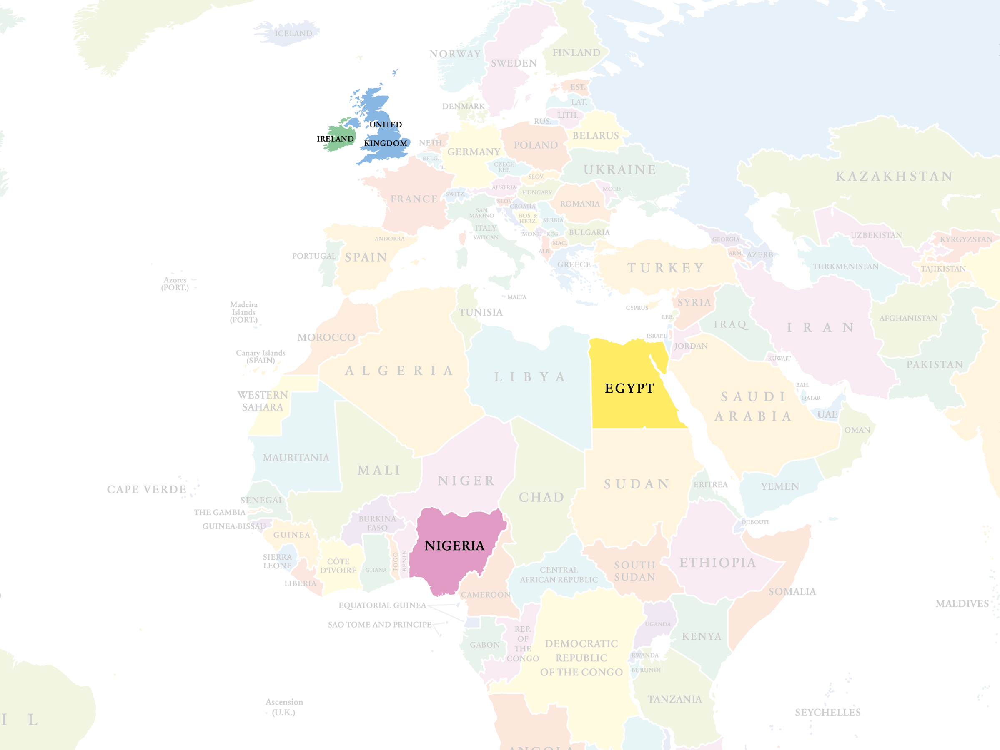 ICELAND
NORWAY
SWEDEN
FINLAND
EST.
LAT.
LITH.
RUS.
DENMARK
UNITED
KINGDOM
IRELAND
NETH.
BELG.
L.
GERMANY
POLAND
BELARUS
CZECH
REP.
SLOV.
UKRAINE
KAZAKHSTAN
FRANCE
SWITZ.
AUSTRIA
HUNGARY
MOLD.
SLOV.
CROATIA
ROMANIA
SAN
MARINO
BOS. &
HERZ.
SERBIA
ITALY
VATICAN
MONT.
KOS.
BULGARIA
MAC.
ALB.
GREECE
ANDORRA
PORTUGAL
SPAIN
TURKEY
GEORGIA
ARM.
AZERB.
UZBEKISTAN
KYRGYZSTAN
TURKMENISTAN
TAJIKISTAN
Azores
(PORT.)
Madeira
Islands
(PORT.)
MALTA
TUNISIA
CYPRUS
SYRIA
LEB.
IRAQ
IRAN
AFGHANISTAN
ISRAEL
JORDAN
KUWAIT
PAKISTAN
MOROCCO
Canary Islands
(SPAIN)
ALGERIA
LIBYA
EGYPT
SAUDI
ARABIA
BAH.
QATAR
UAE
OMAN
WESTERN
SAHARA
MAURITANIA
MALI
NIGER
CHAD
SUDAN
ERITREA
YEMEN
CAPE VERDE
SENEGAL
THE GAMBIA
GUINEA-BISSAU
GUINEA
SIERRA
LEONE
LIBERIA
CÔTE
D'IVOIRE
BURKINA
FASO
GHANA
TOGO
BENIN
NIGERIA
CAMEROON
CENTRAL
AFRICAN REPUBLIC
SOUTH
SUDAN
ETHIOPIA
DJIBOUTI
SOMALIA
MALDIVES
EQUATORIAL GUINEA
SAO TOME AND PRINCIPE
GABON
REP.
OF
THE
CONGO
DEMOCRATIC
REPUBLIC
OF THE CONGO
UGANDA
KENYA
RWANDA
BURUNDI
TANZANIA
SEYCHELLES
Ascension
(U.K.)
I L
ANGOLA